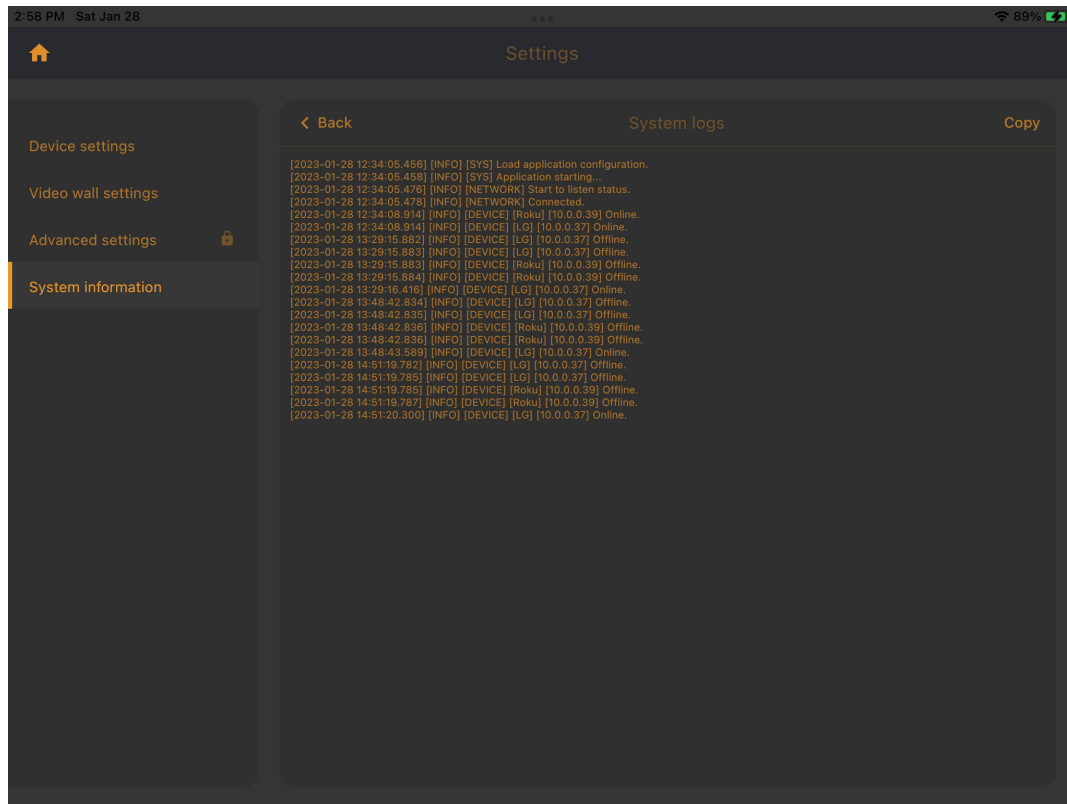 2:58 PM Sat Jan 28
89%
Settings
Device settings
Video wall settings
Advanced settings
System information
Back
System logs
Copy
[2023-01-28 12:34:05.456] [INFO] [SYS] Load application configuration.
[2023-01-28 12:34:05.458] [INFO] [SYS] Application starting...
[2023-01-28 12:34:05.476] [INFO] [NETWORK] Start to listen status.
[2023-01-28 12:34:05.478] [INFO] [NETWORK] Connected.
[2023-01-28 12:34:08.914] [INFO] [DEVICE] [Roku] [10.0.0.39] Online.
[2023-01-28 12:34:08.914] [INFO] [DEVICE] [LG] [10.0.0.37] Online.
[2023-01-28 13:29:15.882] [INFO] [DEVICE] [LG] [10.0.0.37] Offline.
[2023-01-28 13:29:15.883] [INFO] [DEVICE] [LG] [10.0.0.37] Offline.
[2023-01-28 13:29:15.883] [INFO] [DEVICE] [Roku] [10.0.0.39] Offline.
[2023-01-28 13:29:15.884] [INFO] [DEVICE] [Roku] [10.0.0.39] Offline.
[2023-01-28 13:29:16.416] [INFO] [DEVICE] [LG] [10.0.0.37] Online.
[2023-01-28 13:48:42.834] [INFO] [DEVICE] [LG] [10.0.0.37] Offline.
[2023-01-28 13:48:42.835] [INFO] [DEVICE] [LG] [10.0.0.37] Offline.
[2023-01-28 13:48:42.836] [INFO] [DEVICE] [Roku] [10.0.0.39] Offline.
[2023-01-28 13:48:42.836] [INFO] [DEVICE] [Roku] [10.0.0.39] Offline.
[2023-01-28 13:48:43.589] [INFO] [DEVICE] [LG] [10.0.0.37] Online.
[2023-01-28 14:51:19.782] [INFO] [DEVICE] [LG] [10.0.0.37] Offline.
[2023-01-28 14:51:19.785] [INFO] [DEVICE] [LG] [10.0.0.37] Offline.
[2023-01-28 14:51:19.785] [INFO] [DEVICE] [Roku] [10.0.0.39] Offline.
[2023-01-28 14:51:19.787] [INFO] [DEVICE] [Roku] [10.0.0.39] Offline.
[2023-01-28 14:51:20.300] [INFO] [DEVICE] [LG] [10.0.0.37] Online.